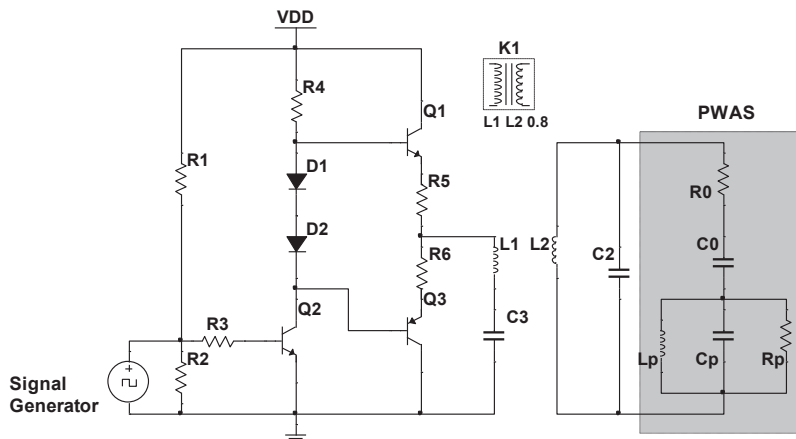 VDD
K1
R4
Q1
L1 L2 0.8
PWAS
R1
D1
R5
R0
D2
L1
L2
R6
C2
C0
Q2
Q3
R3
C3
R2
Lp
Cp
Rp
Signal
Generator